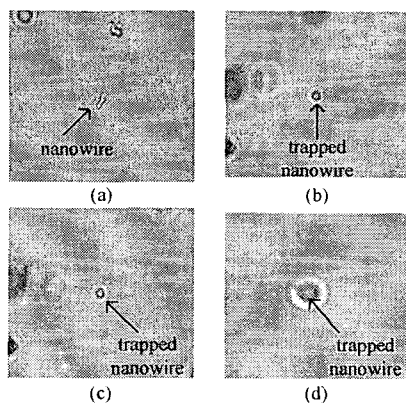 nanowire
trapped
nanowire
(a)
(b)
trapped
nanowire
trapped
nanowire
(c)
(d)